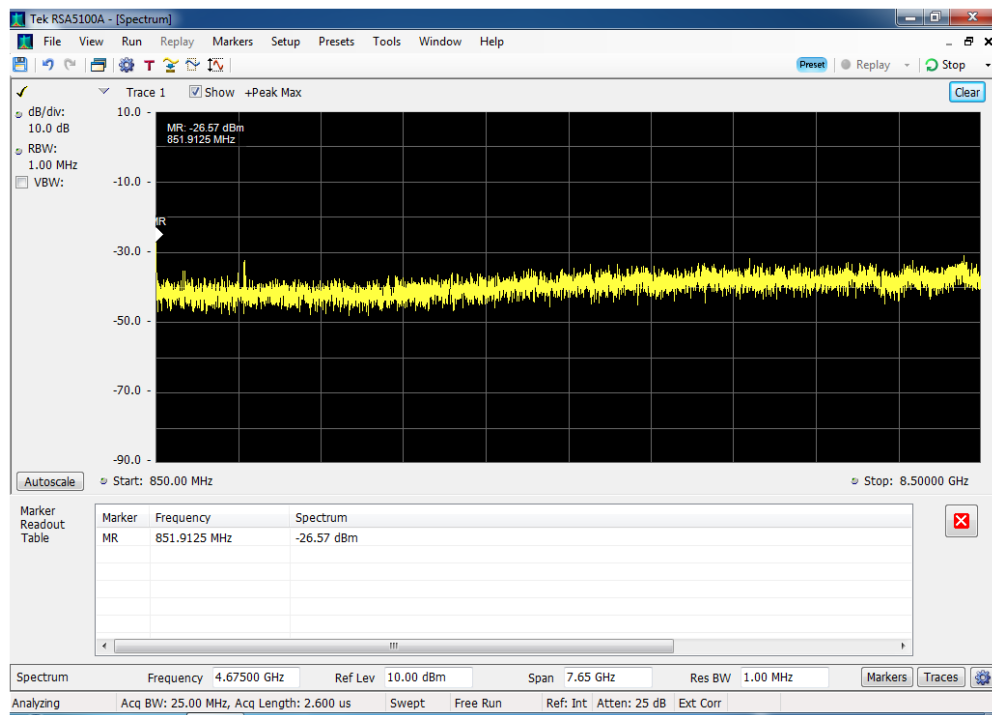 Tek RSA5100A - [Spectrum]
File View Run Replay Markers Setup Presets Tools Window Help
T Preset Replay Stop
Trace 1 Show +Peak Max Clear
dB/div:
10.0 dB
RBW:
1.00 MHz
VBW:
10.0
-10.0
-30.0
-50.0
-70.0
-90.0
MR: -26.57 dBm
851.9125 MHz
MR
Autoscale Start: 850.00 MHz Stop: 8.50000 GHz
Marker
Readout
Table
Marker Frequency Spectrum
MR 851.9125 MHz -26.57 dBm
Spectrum Frequency 4.67500 GHz Ref Lev 10.00 dBm Span 7.65 GHz Res BW 1.00 MHz Markers Traces
Analyzing Acq BW: 25.00 MHz, Acq Length: 2.600 us Swept Free Run Ref: Int Atten: 25 dB Ext Corr